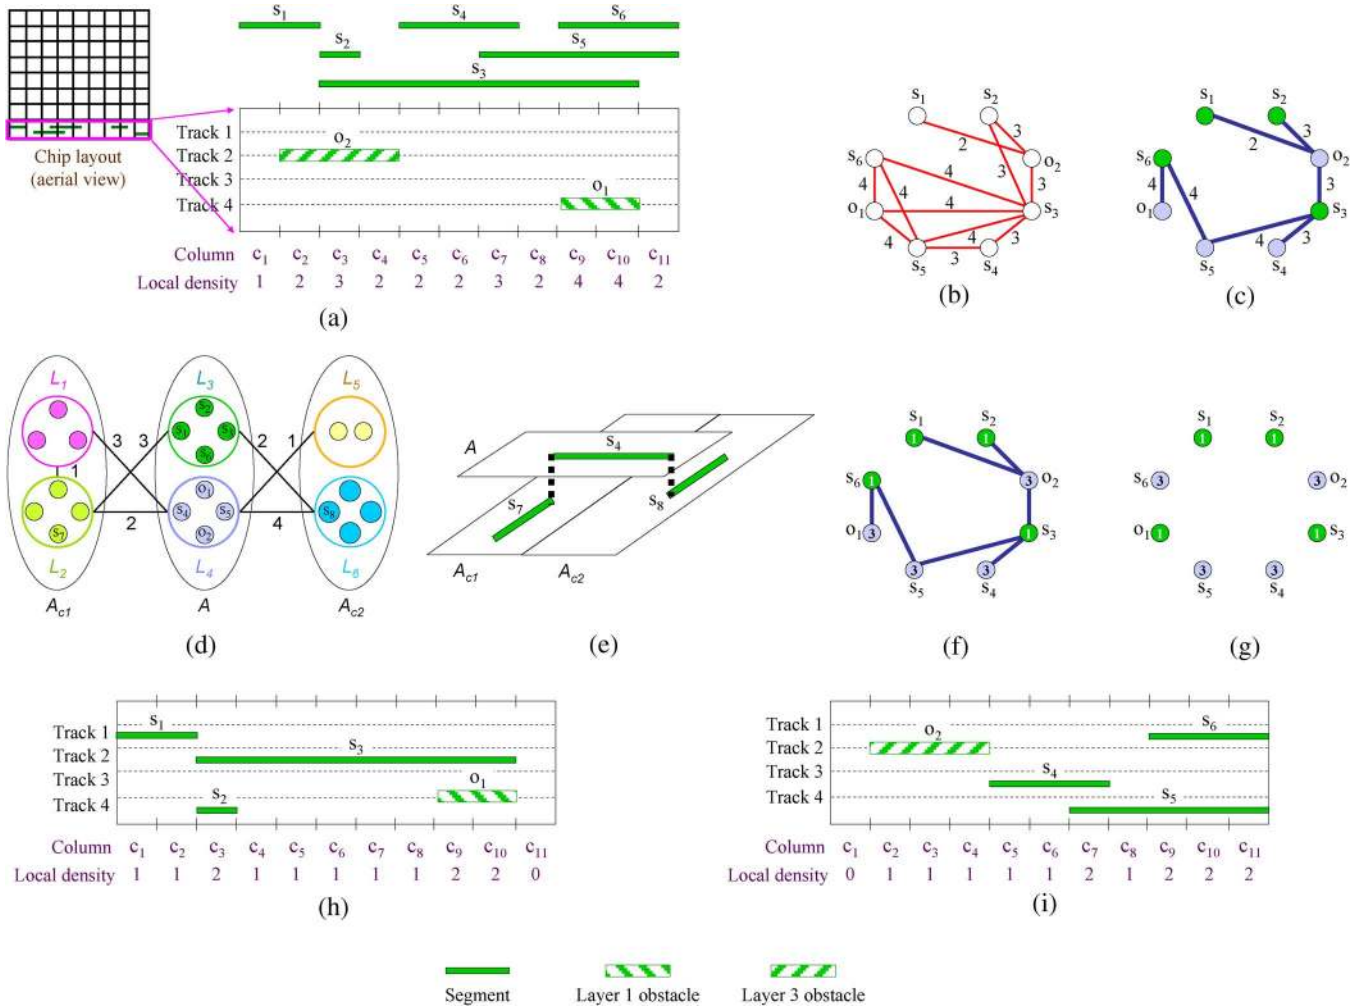 s1 s4 s6
s2 s5
s3
Chip layout
(aerial view)
Track 1
Track 2 o2
Track 3
Track 4 o1
Column c1 c2 c3 c4 c5 c6 c7 c8 c9 c10 c11
Local density 1 2 3 2 2 2 3 2 4 4 2
(a)
s1 s2
s6 o2
o1 s3
s5 s4
2 3 3 4 4 4 3 4 4 3 3
(b)
s1 s2
s6 o2
o1 s3
s5 s4
2 3 4 4 3 4 3
(c)
L1 L3 L5
s2
s1 s3
s6
3 3 2 1
1
o1
s4 s5 s8
s7 o2
2 4
L2 L4 L6
Ac1 A Ac2
(d)
A s4
s7 s8
Ac1 Ac2
(e)
s1 s2
1 1
s6 1 3 o2
o1 3 1 s3
3 3
s5 s4
(f)
s1 s2
1 1
s6 3 3 o2
o1 1 1 s3
3 3
s5 s4
(g)
Track 1 s1
Track 2 s3
Track 3 o1
Track 4 s2
Column c1 c2 c3 c4 c5 c6 c7 c8 c9 c10 c11
Local density 1 1 2 1 1 1 1 1 2 2 0
(h)
Track 1 s6
Track 2 o2
Track 3 s4
Track 4 s5
Column c1 c2 c3 c4 c5 c6 c7 c8 c9 c10 c11
Local density 0 1 1 1 1 1 2 1 2 2 2
(i)
Segment Layer 1 obstacle Layer 3 obstacle